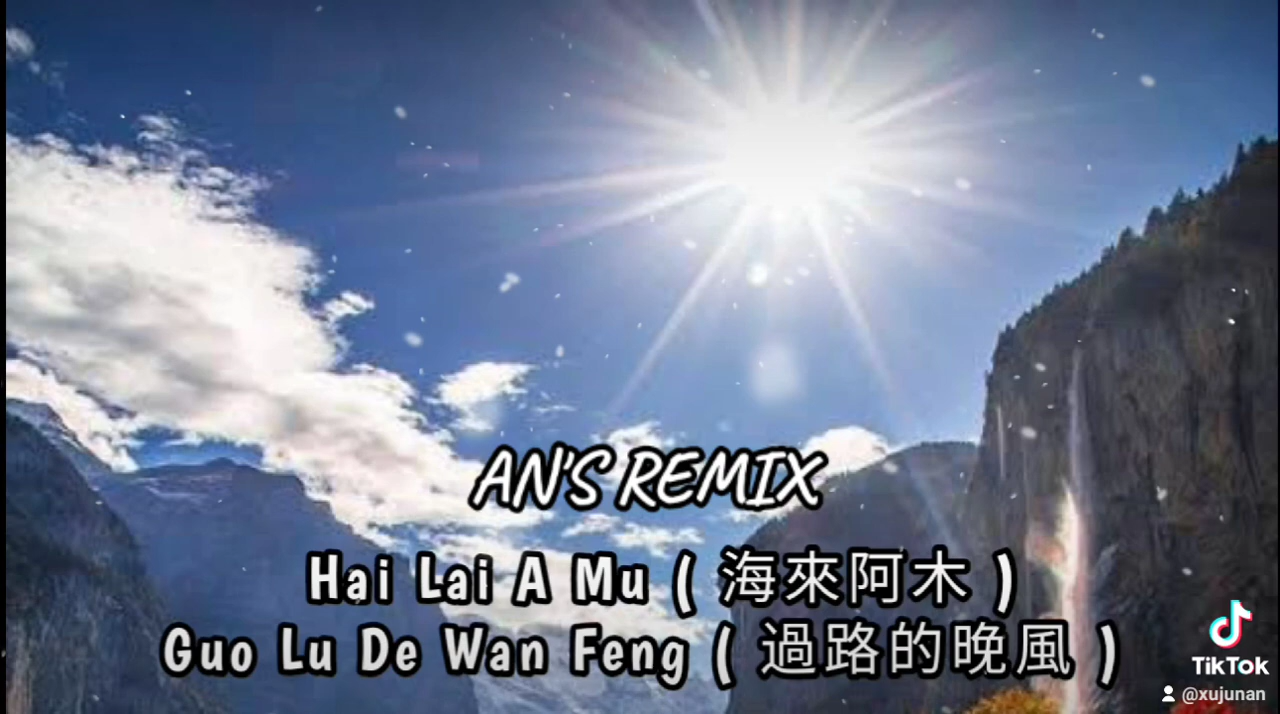 AN'S REMIX
Hai Lai A Mu ( 海來阿木 )
Guo Lu De Wan Feng ( 過路的晚風 )
TikTok
@xujunan